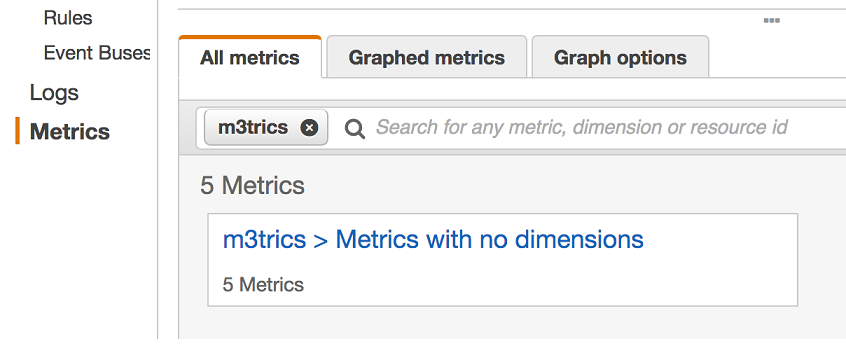 Rules
Event Buses
Logs
Metrics
All metrics
Graphed metrics
Graph options
m3trics
Search for any metric, dimension or resource id
5 Metrics
m3trics > Metrics with no dimensions
5 Metrics